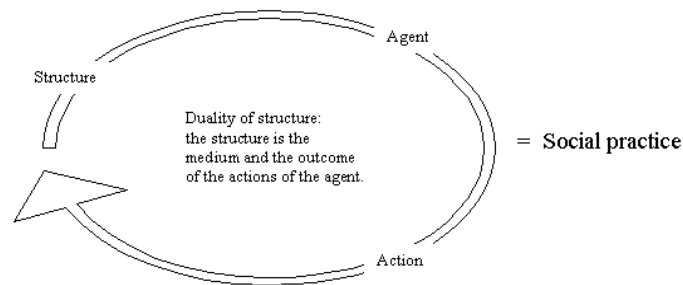 Agent
Structure
Duality of structure:
the structure is the
medium and the outcome
of the actions of the agent.
= Social practice
Action